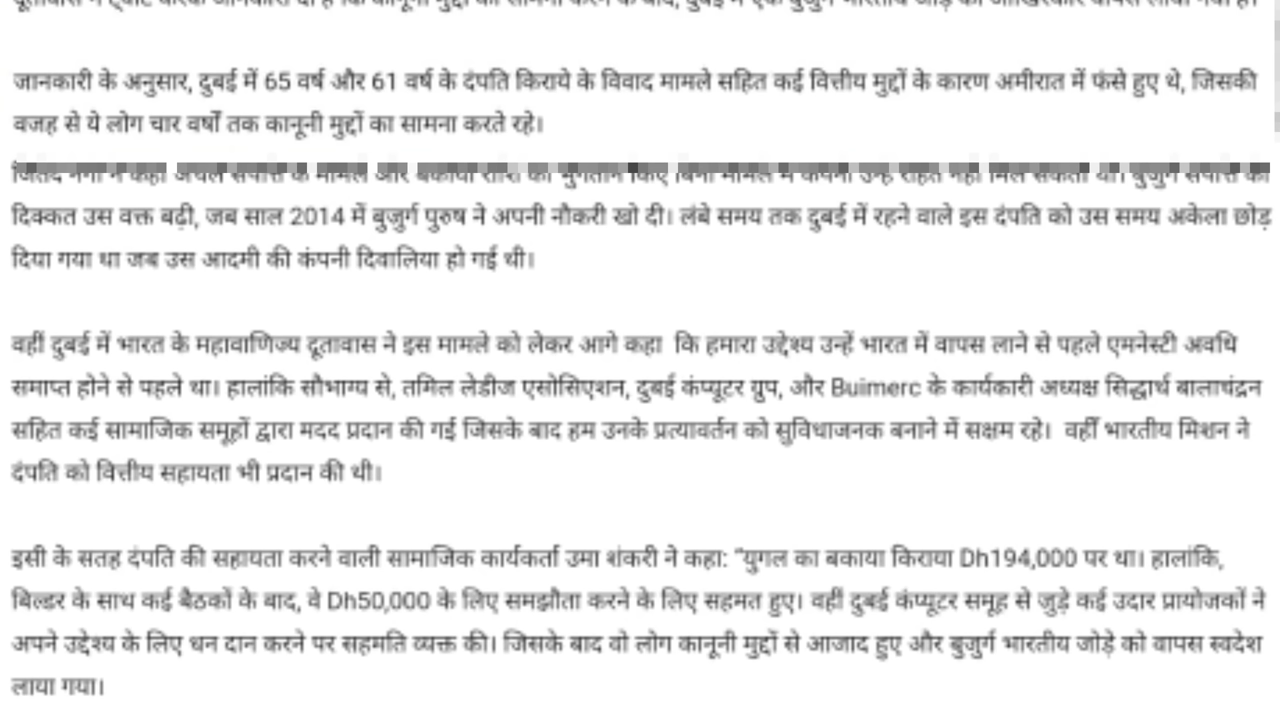 जानकारी के अनुसार, दुबई में 65 वर्ष और 61 वर्ष के दंपति किराये के विवाद मामले सहित कई वित्तीय मुद्दों के कारण अमीरात में फंसे हुए थे, जिसकी
वजह से ये लोग चार वर्षों तक कानूनी मुद्दों का सामना करते रहे।
दिक्कत उस वक्त बढ़ी, जब साल 2014 में बुजुर्ग पुरुष ने अपनी नौकरी खो दी। लंबे समय तक दुबई में रहने वाले इस दंपति को उस समय अकेला छोड़
दिया गया था जब उस आदमी की कंपनी दिवालिया हो गई थी।
वहीं दुबई में भारत के महावाणिज्य दूतावास ने इस मामले को लेकर आगे कहा कि हमारा उद्देश्य उन्हें भारत में वापस लाने से पहले एमनेस्टी अवधि
समाप्त होने से पहले था। हालांकि सौभाग्य से, तमिल लेडीज एसोसिएशन, दुबई कंप्यूटर ग्रुप, और Buimerc के कार्यकारी अध्यक्ष सिद्धार्थ बालाचंद्रन
सहित कई सामाजिक समूहों द्वारा मदद प्रदान की गई जिसके बाद हम उनके प्रत्यावर्तन को सुविधाजनक बनाने में सक्षम रहे। वहीँ भारतीय मिशन ने
दंपति को वित्तीय सहायता भी प्रदान की थी।
इसी के सतह दंपति की सहायता करने वाली सामाजिक कार्यकर्ता उमा शंकरी ने कहा: “युगल का बकाया किराया Dh194,000 पर था। हालांकि,
बिल्डर के साथ कई बैठकों के बाद, वे Dh50,000 के लिए समझौता करने के लिए सहमत हुए। वहीं दुबई कंप्यूटर समूह से जुड़े कई उदार प्रायोजकों ने
अपने उद्देश्य के लिए धन दान करने पर सहमति व्यक्त की। जिसके बाद वो लोग कानूनी मुद्दों से आजाद हुए और बुजुर्ग भारतीय जोड़े को वापस स्वदेश
लाया गया।